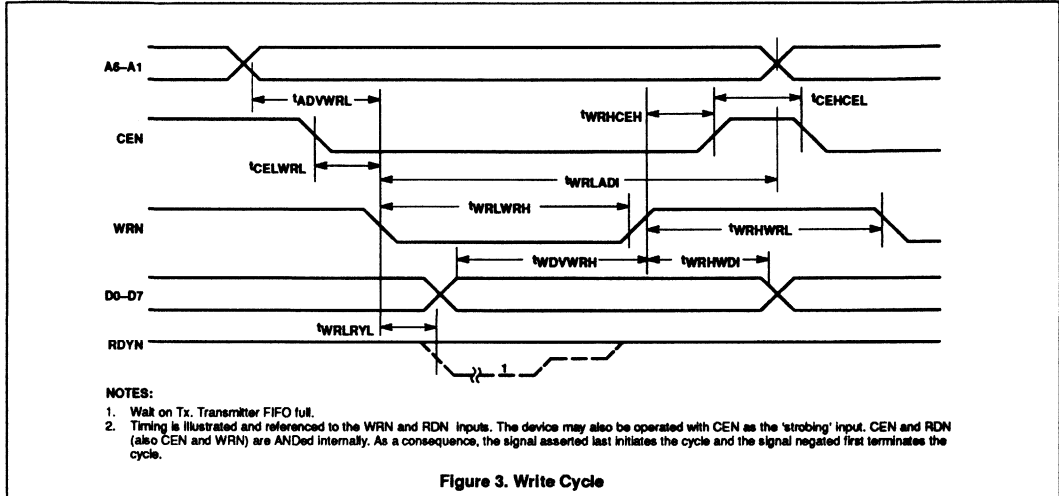 A6–A1
tADVWRL
tWRHCEH
tCEHCEL
CEN
tCELWRL
tWRLADI
tWRLWRH
WRN
tWRHWRL
tWDVWRH
tWRHWDI
D0–D7
tWRLRYL
RDYN
1
NOTES:
1. Wait on Tx. Transmitter FIFO full.
2. Timing is illustrated and referenced to the WRN and RDN inputs. The device may also be operated with CEN as the 'strobing' input. CEN and RDN
(also CEN and WRN) are ANDed internally. As a consequence, the signal asserted last initiates the cycle and the signal negated first terminates the
cycle.
Figure 3. Write Cycle